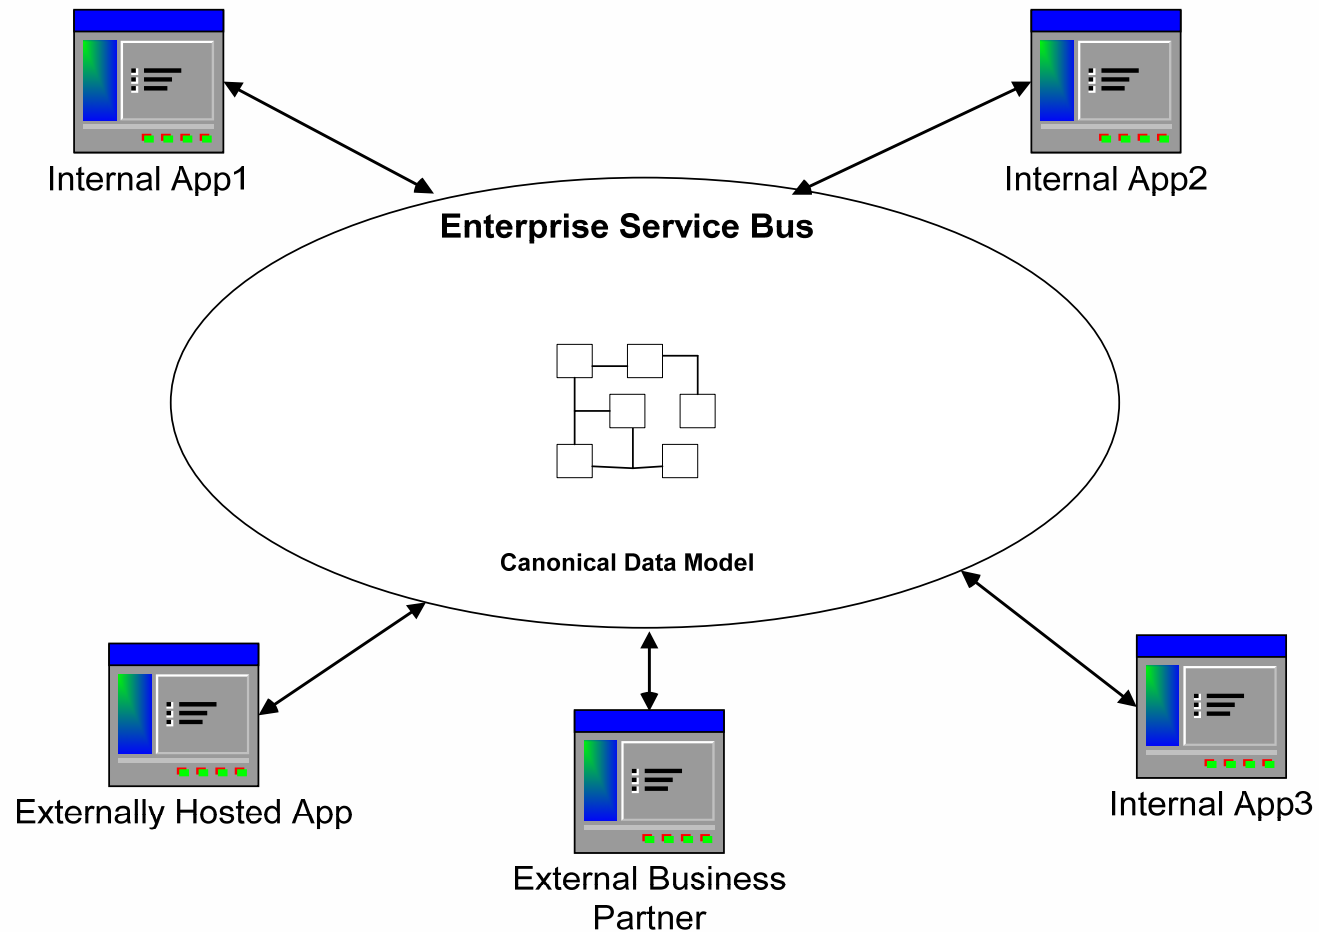 Internal App1
Internal App2
Enterprise Service Bus
Canonical Data Model
Externally Hosted App
External Business
Partner
Internal App3